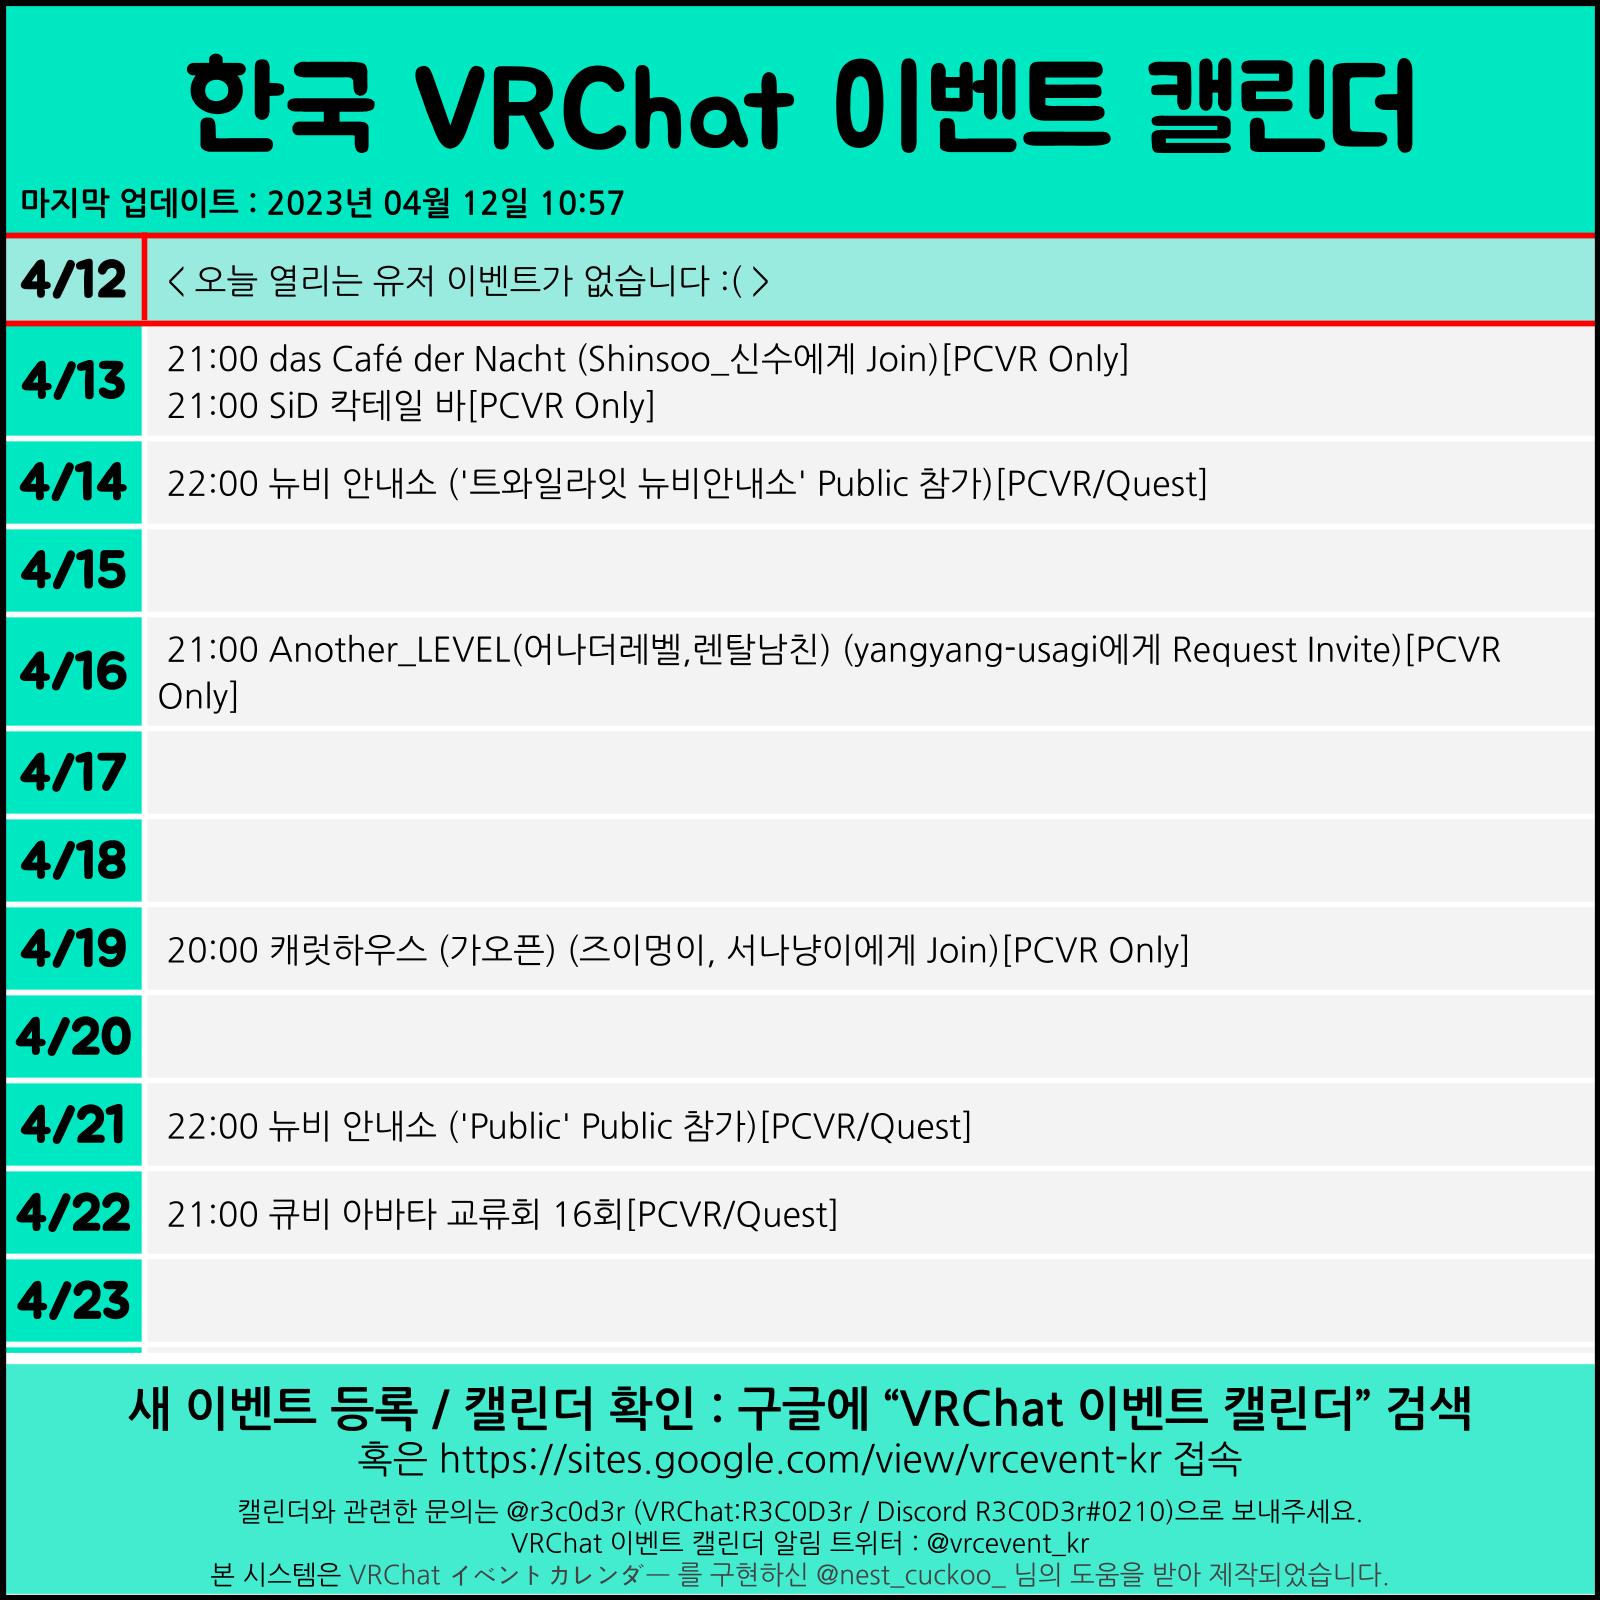 한국 VRChat 이벤트 캘린더
마지막 업데이트 : 2023년 04월 12일 10:57
4/12
< 오늘 열리는 유저 이벤트가 없습니다 :( >
4/13
21:00 das Café der Nacht (Shinsoo_신수에게 Join)[PCVR Only]
21:00 SiD 칵테일 바[PCVR Only]
4/14
22:00 뉴비 안내소 ('트와일라잇 뉴비안내소' Public 참가)[PCVR/Quest]
4/15
4/16
21:00 Another_LEVEL(어나더레벨,렌탈남친) (yangyang-usagi에게 Request Invite)[PCVR
Only]
4/17
4/18
4/19
20:00 캐럿하우스 (가오픈) (즈이멍이, 서나냥이에게 Join)[PCVR Only]
4/20
4/21
22:00 뉴비 안내소 ('Public' Public 참가)[PCVR/Quest]
4/22
21:00 큐비 아바타 교류회 16회[PCVR/Quest]
4/23
새 이벤트 등록 / 캘린더 확인 : 구글에 “VRChat 이벤트 캘린더” 검색
혹은 https://sites.google.com/view/vrcevent-kr 접속
캘린더와 관련한 문의는 @r3c0d3r (VRChat:R3C0D3r / Discord R3C0D3r#0210)으로 보내주세요.
VRChat 이벤트 캘린더 알림 트위터 : @vrcevent_kr
본 시스템은 VRChat イベントカレンダー 를 구현하신 @nest_cuckoo_ 님의 도움을 받아 제작되었습니다.